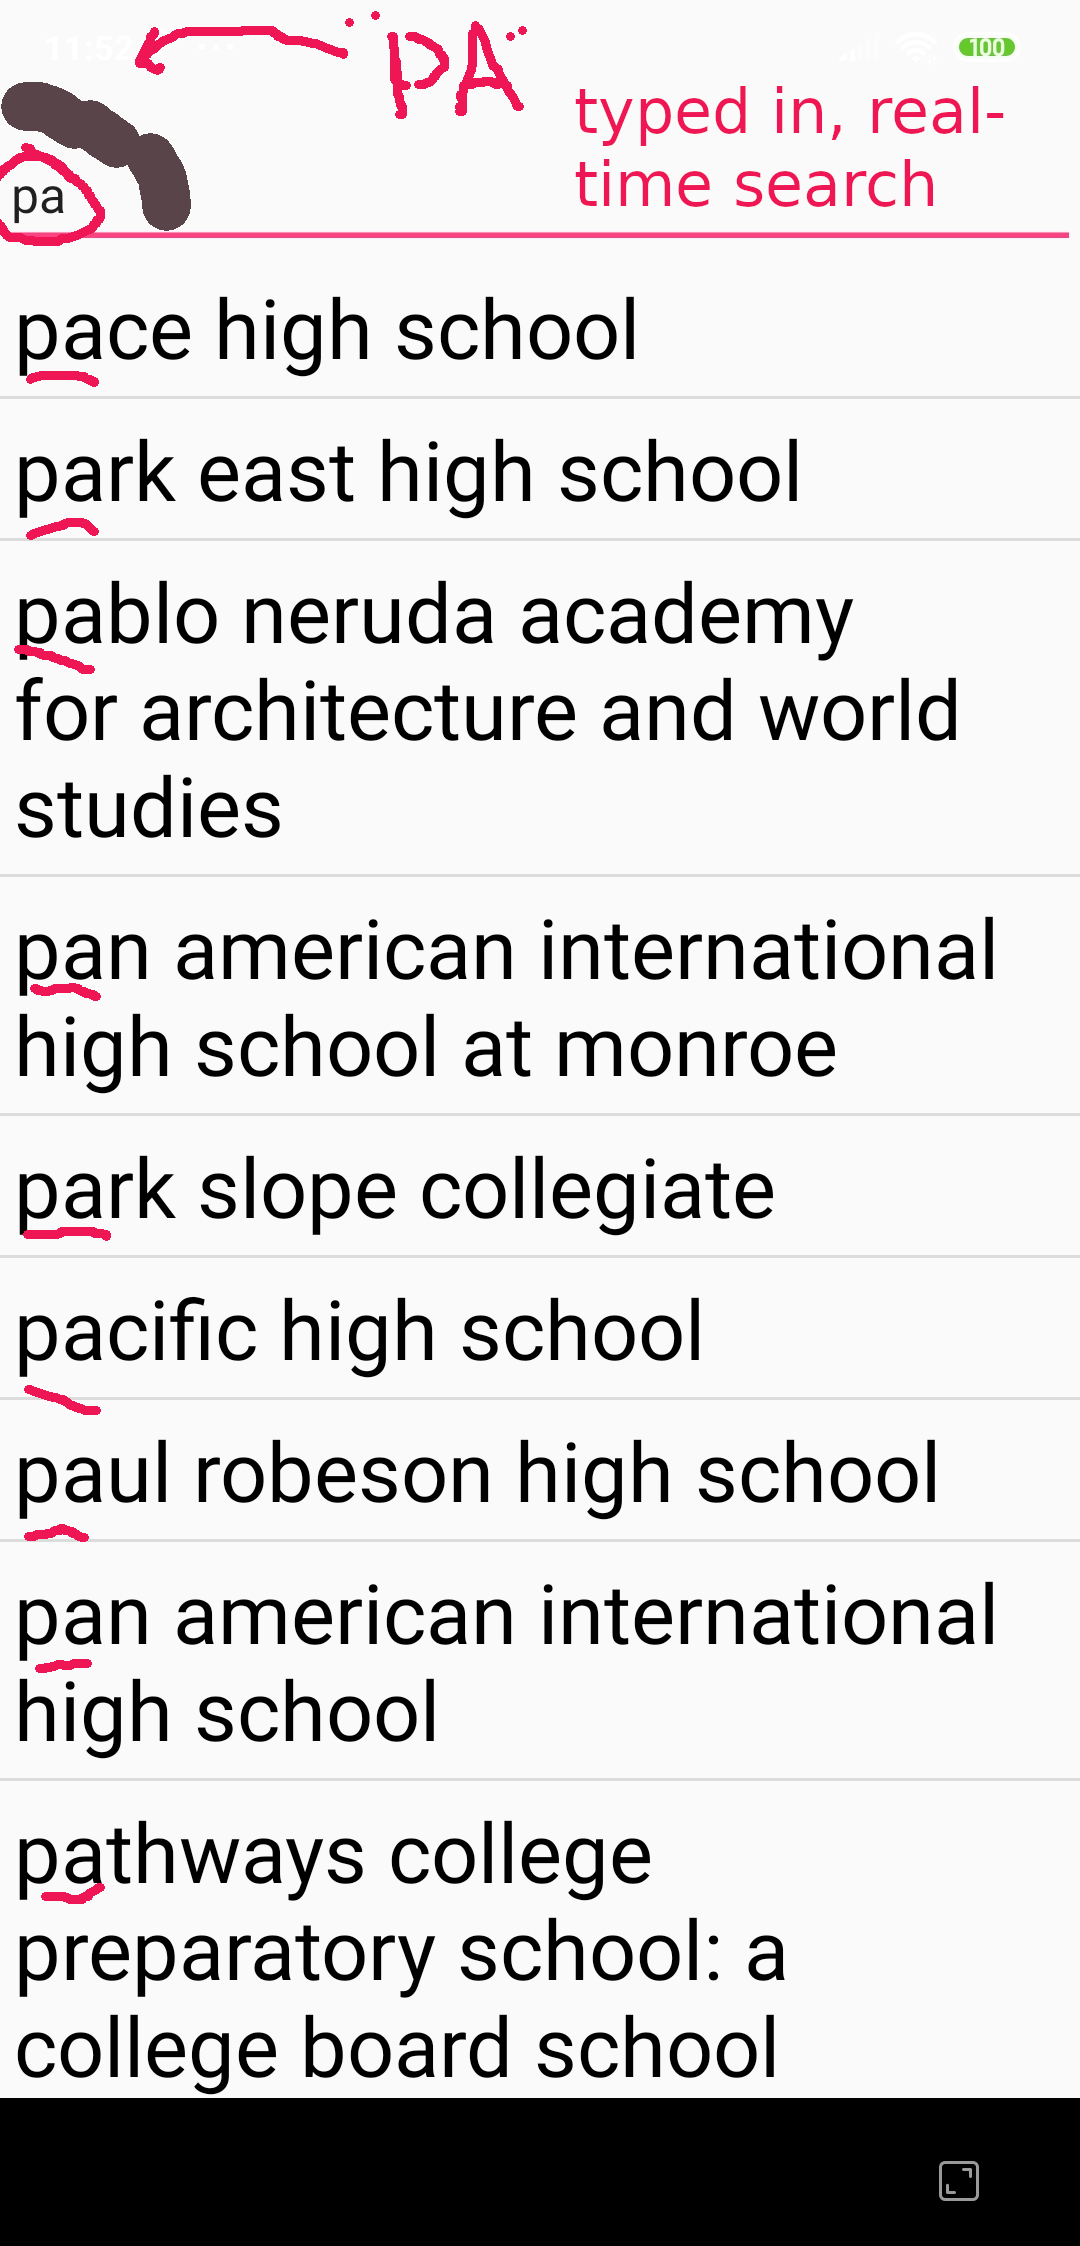 11:52
"PA"
100
typed in, real-
time search
pa
pace high school
park east high school
pablo neruda academy
for architecture and world
studies
pan american international
high school at monroe
park slope collegiate
pacific high school
paul robeson high school
pan american international
high school
pathways college
preparatory school: a
college board school